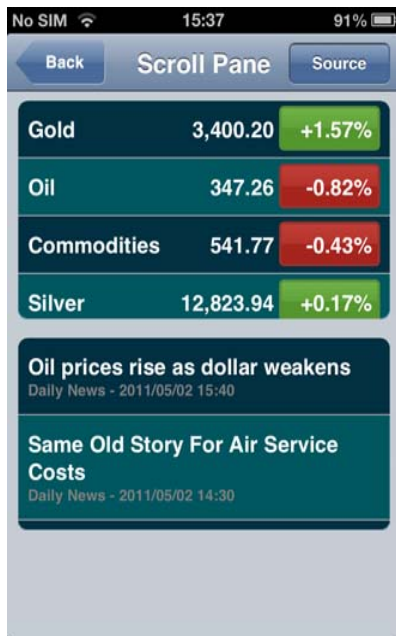 No SIM 15:37 91%
Back Scroll Pane Source
Gold 3,400.20 +1.57%
Oil 347.26 -0.82%
Commodities 541.77 -0.43%
Silver 12,823.94 +0.17%
Oil prices rise as dollar weakens
Daily News - 2011/05/02 15:40
Same Old Story For Air Service
Costs
Daily News - 2011/05/02 14:30